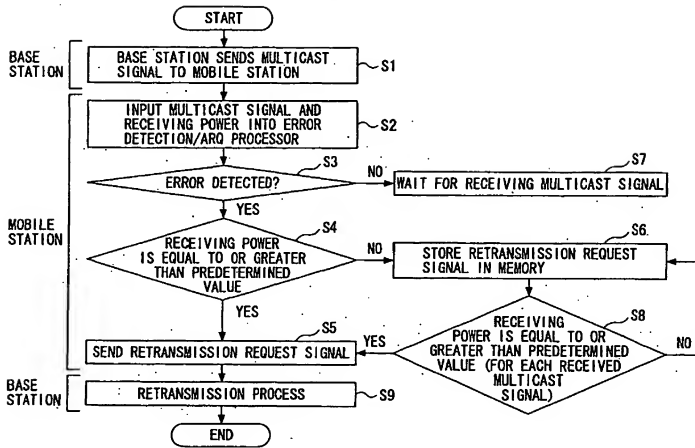 START
BASE
STATION
BASE STATION SENDS MULTICAST
SIGNAL TO MOBILE STATION
S1
MOBILE
STATION
INPUT MULTICAST SIGNAL AND
RECEIVING POWER INTO ERROR
DETECTION/ARQ PROCESSOR
S2
S3
ERROR DETECTED?
NO
YES
S7
WAIT FOR RECEIVING MULTICAST SIGNAL
S4
RECEIVING POWER
IS EQUAL TO OR GREATER
THAN PREDETERMINED
VALUE
NO
YES
S6
STORE RETRANSMISSION REQUEST
SIGNAL IN MEMORY
S8
RECEIVING
POWER IS EQUAL TO OR
GREATER THAN PREDETERMINED
VALUE (FOR EACH RECEIVED
MULTICAST
SIGNAL)
NO
YES
S5
SEND RETRANSMISSION REQUEST SIGNAL
BASE
STATION
RETRANSMISSION PROCESS
S9
END